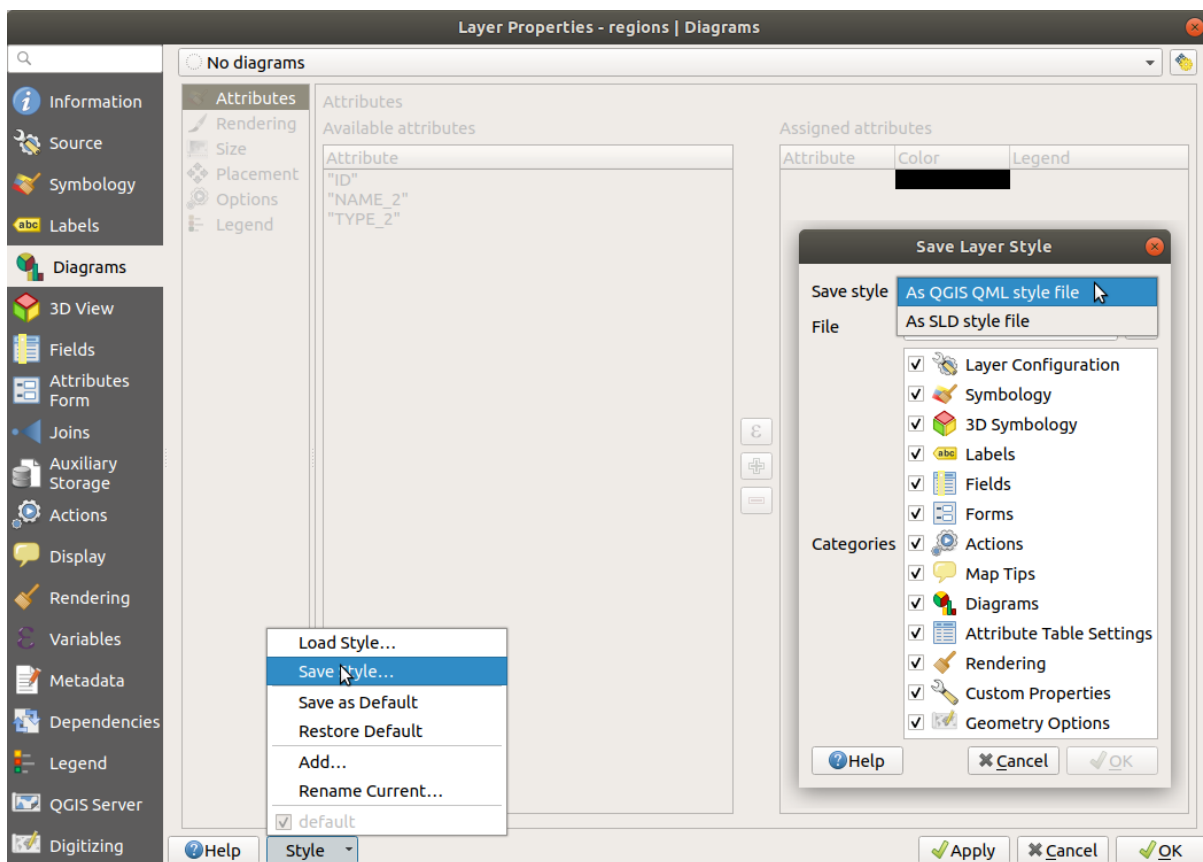 Layer Properties - regions | Diagrams
No diagrams
Information
Source
Symbology
Labels
Diagrams
3D View
Fields
Attributes
Form
Joins
Auxiliary
Storage
Actions
Display
Rendering
Variables
Metadata
Dependencies
Legend
QGIS Server
Digitizing
Attributes
Rendering
Size
Placement
Options
Legend
Attributes
Available attributes
Attribute
"ID"
"NAME_2"
"TYPE_2"
Assigned attributes
Attribute Color Legend
ε
Save Layer Style
Save style As QGIS QML style file
As SLD style file
File
Categories
Layer Configuration
Symbology
3D Symbology
abc Labels
Fields
Forms
Actions
Map Tips
Diagrams
Attribute Table Settings
Rendering
Custom Properties
Geometry Options
Help Cancel OK
Load Style...
Save Style...
Save as Default
Restore Default
Add...
Rename Current...
default
Help Style Apply Cancel OK